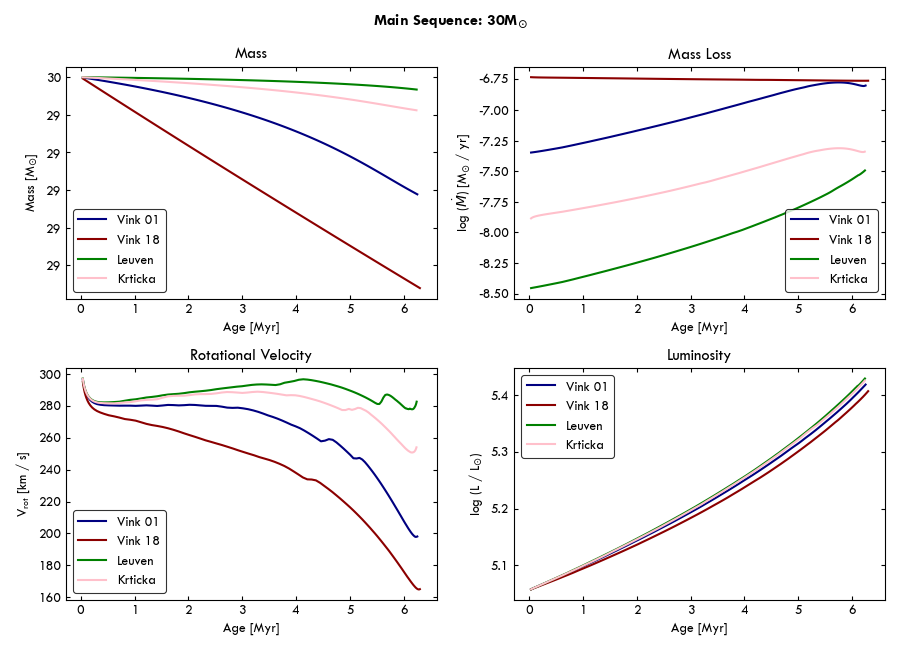 Main Sequence: 30M⊙
Mass
30
29
29
29
29
29
Mass [M⊙]
0 1 2 3 4 5 6
Age [Myr]
Vink 01
Vink 18
Leuven
Krticka
Mass Loss
-6.75
-7.00
-7.25
-7.50
-7.75
-8.00
-8.25
-8.50
log (Ṁ) [M⊙ / yr]
0 1 2 3 4 5 6
Age [Myr]
Vink 01
Vink 18
Leuven
Krticka
Rotational Velocity
300
280
260
240
220
200
180
160
Vrot [km / s]
0 1 2 3 4 5 6
Age [Myr]
Vink 01
Vink 18
Leuven
Krticka
Luminosity
5.4
5.3
5.2
5.1
log (L / L⊙)
0 1 2 3 4 5 6
Age [Myr]
Vink 01
Vink 18
Leuven
Krticka